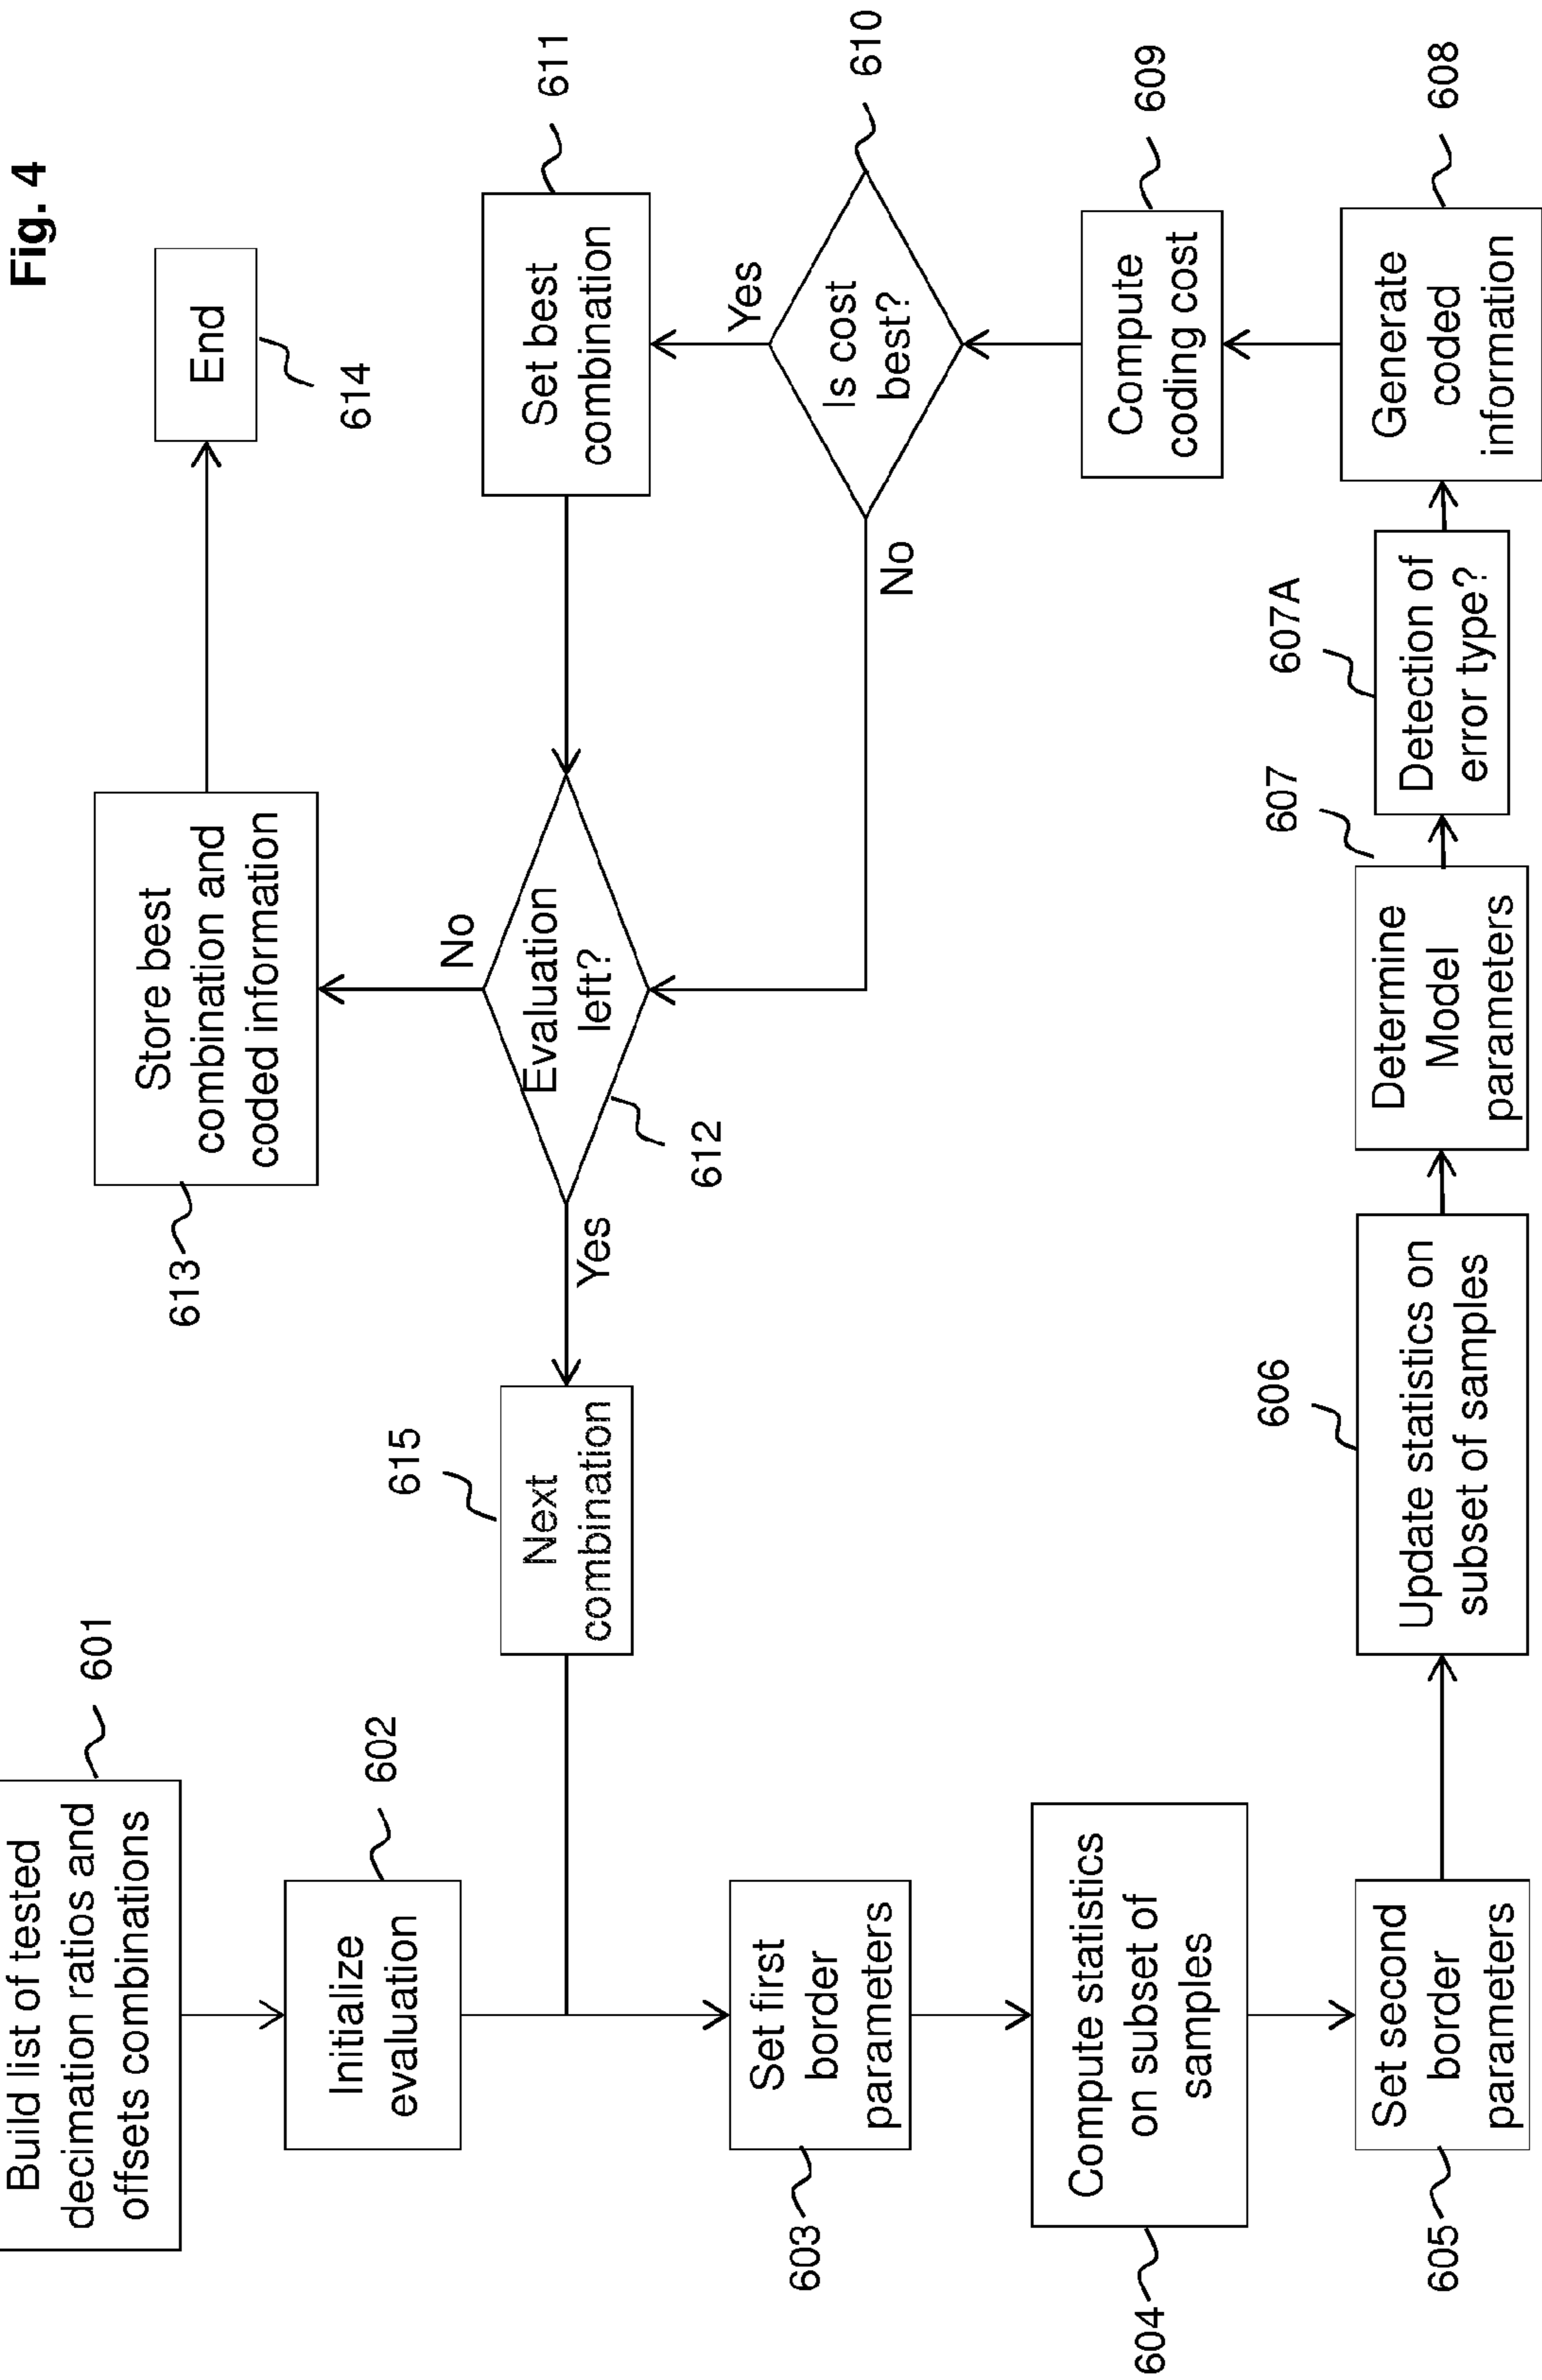 Fig. 4
Build list of tested
decimation ratios and
offsets combinations
601
Initialize
evaluation
602
Set first
border
parameters
603
Compute statistics
on subset of
samples
604
Set second
border
parameters
605
Update statistics on
subset of samples
606
Determine
Model
parameters
607
Detection of
error type?
607A
Generate
coded
information
608
Compute
coding cost
609
Is cost
best?
610
Yes
No
Set best
combination
611
Evaluation
left?
612
No
Yes
Store best
combination and
coded information
613
End
614
Next
combination
615